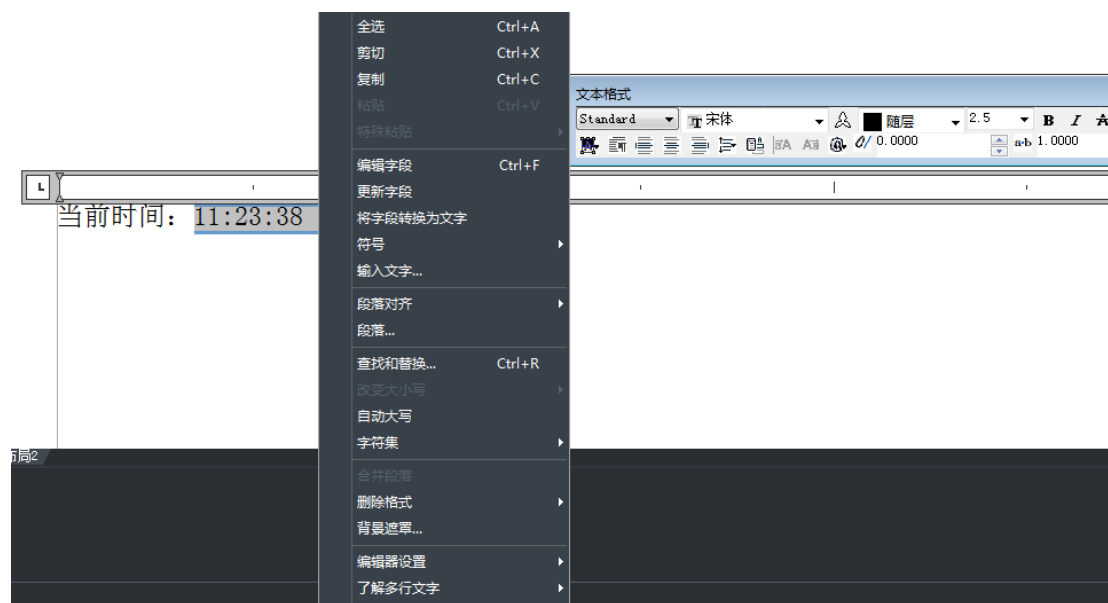 全选 Ctrl+A
剪切 Ctrl+X
复制 Ctrl+C
粘贴 Ctrl+V
特殊粘贴
编辑字段 Ctrl+F
更新字段
将字段转换为文字
符号
输入文字...
段落对齐
段落...
查找和替换... Ctrl+R
改变大小写
自动大写
字符集
合并段落
删除格式
背景遮罩...
编辑器设置
了解多行文字
文本格式
Standard 宋体 随层 2.5 B I A
0.0000 a•b 1.0000
L
当前时间：11:23:38
布局2